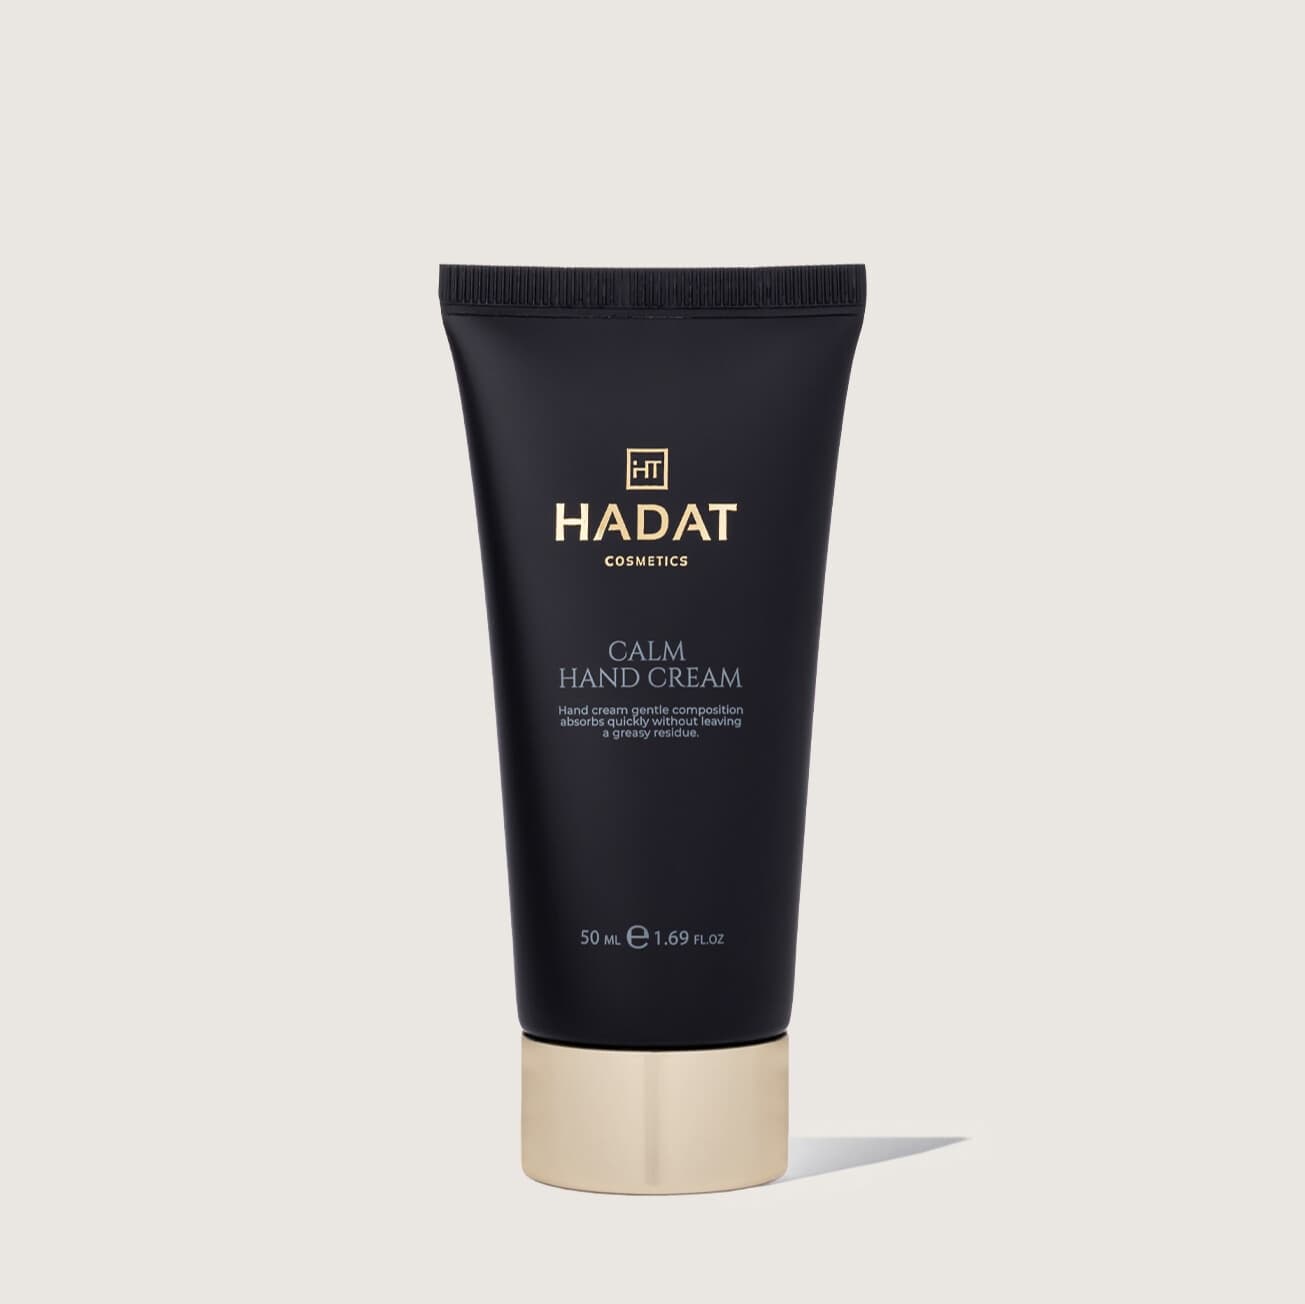 HT
HADAT
COSMETICS
CALM
HAND CREAM
Hand cream gentle composition
absorbs quickly without leaving
a greasy residue.
50 ML e 1.69 FL.OZ